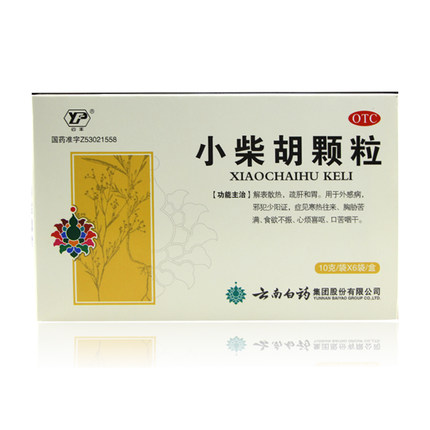 YP®
白药
国药准字Z53021558
OTC
小柴胡颗粒
XIAOCHAIHU KELI
【功能主治】解表散热，疏肝和胃。用于外感病，
邪犯少阳证，症见寒热往来、胸胁苦
满、食欲不振、心烦喜呕、口苦咽干。
10克/袋X6袋/盒
云南白药集团股份有限公司
YUNNAN BAIYAO GROUP CO.,LTD.